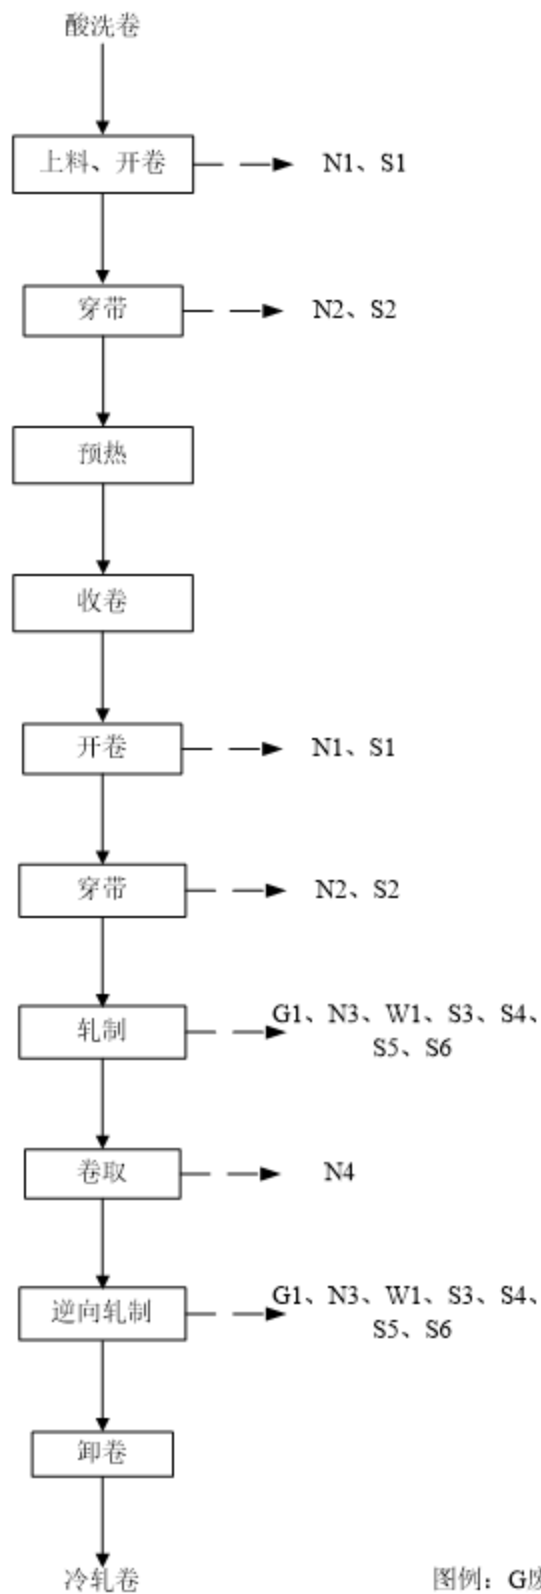 酸洗卷
上料、开卷
N1、S1
穿带
N2、S2
预热
收卷
开卷
N1、S1
穿带
N2、S2
轧制
G1、N3、W1、S3、S4、
S5、S6
卷取
N4
逆向轧制
G1、N3、W1、S3、S4、
S5、S6
卸卷
冷轧卷
图例：G